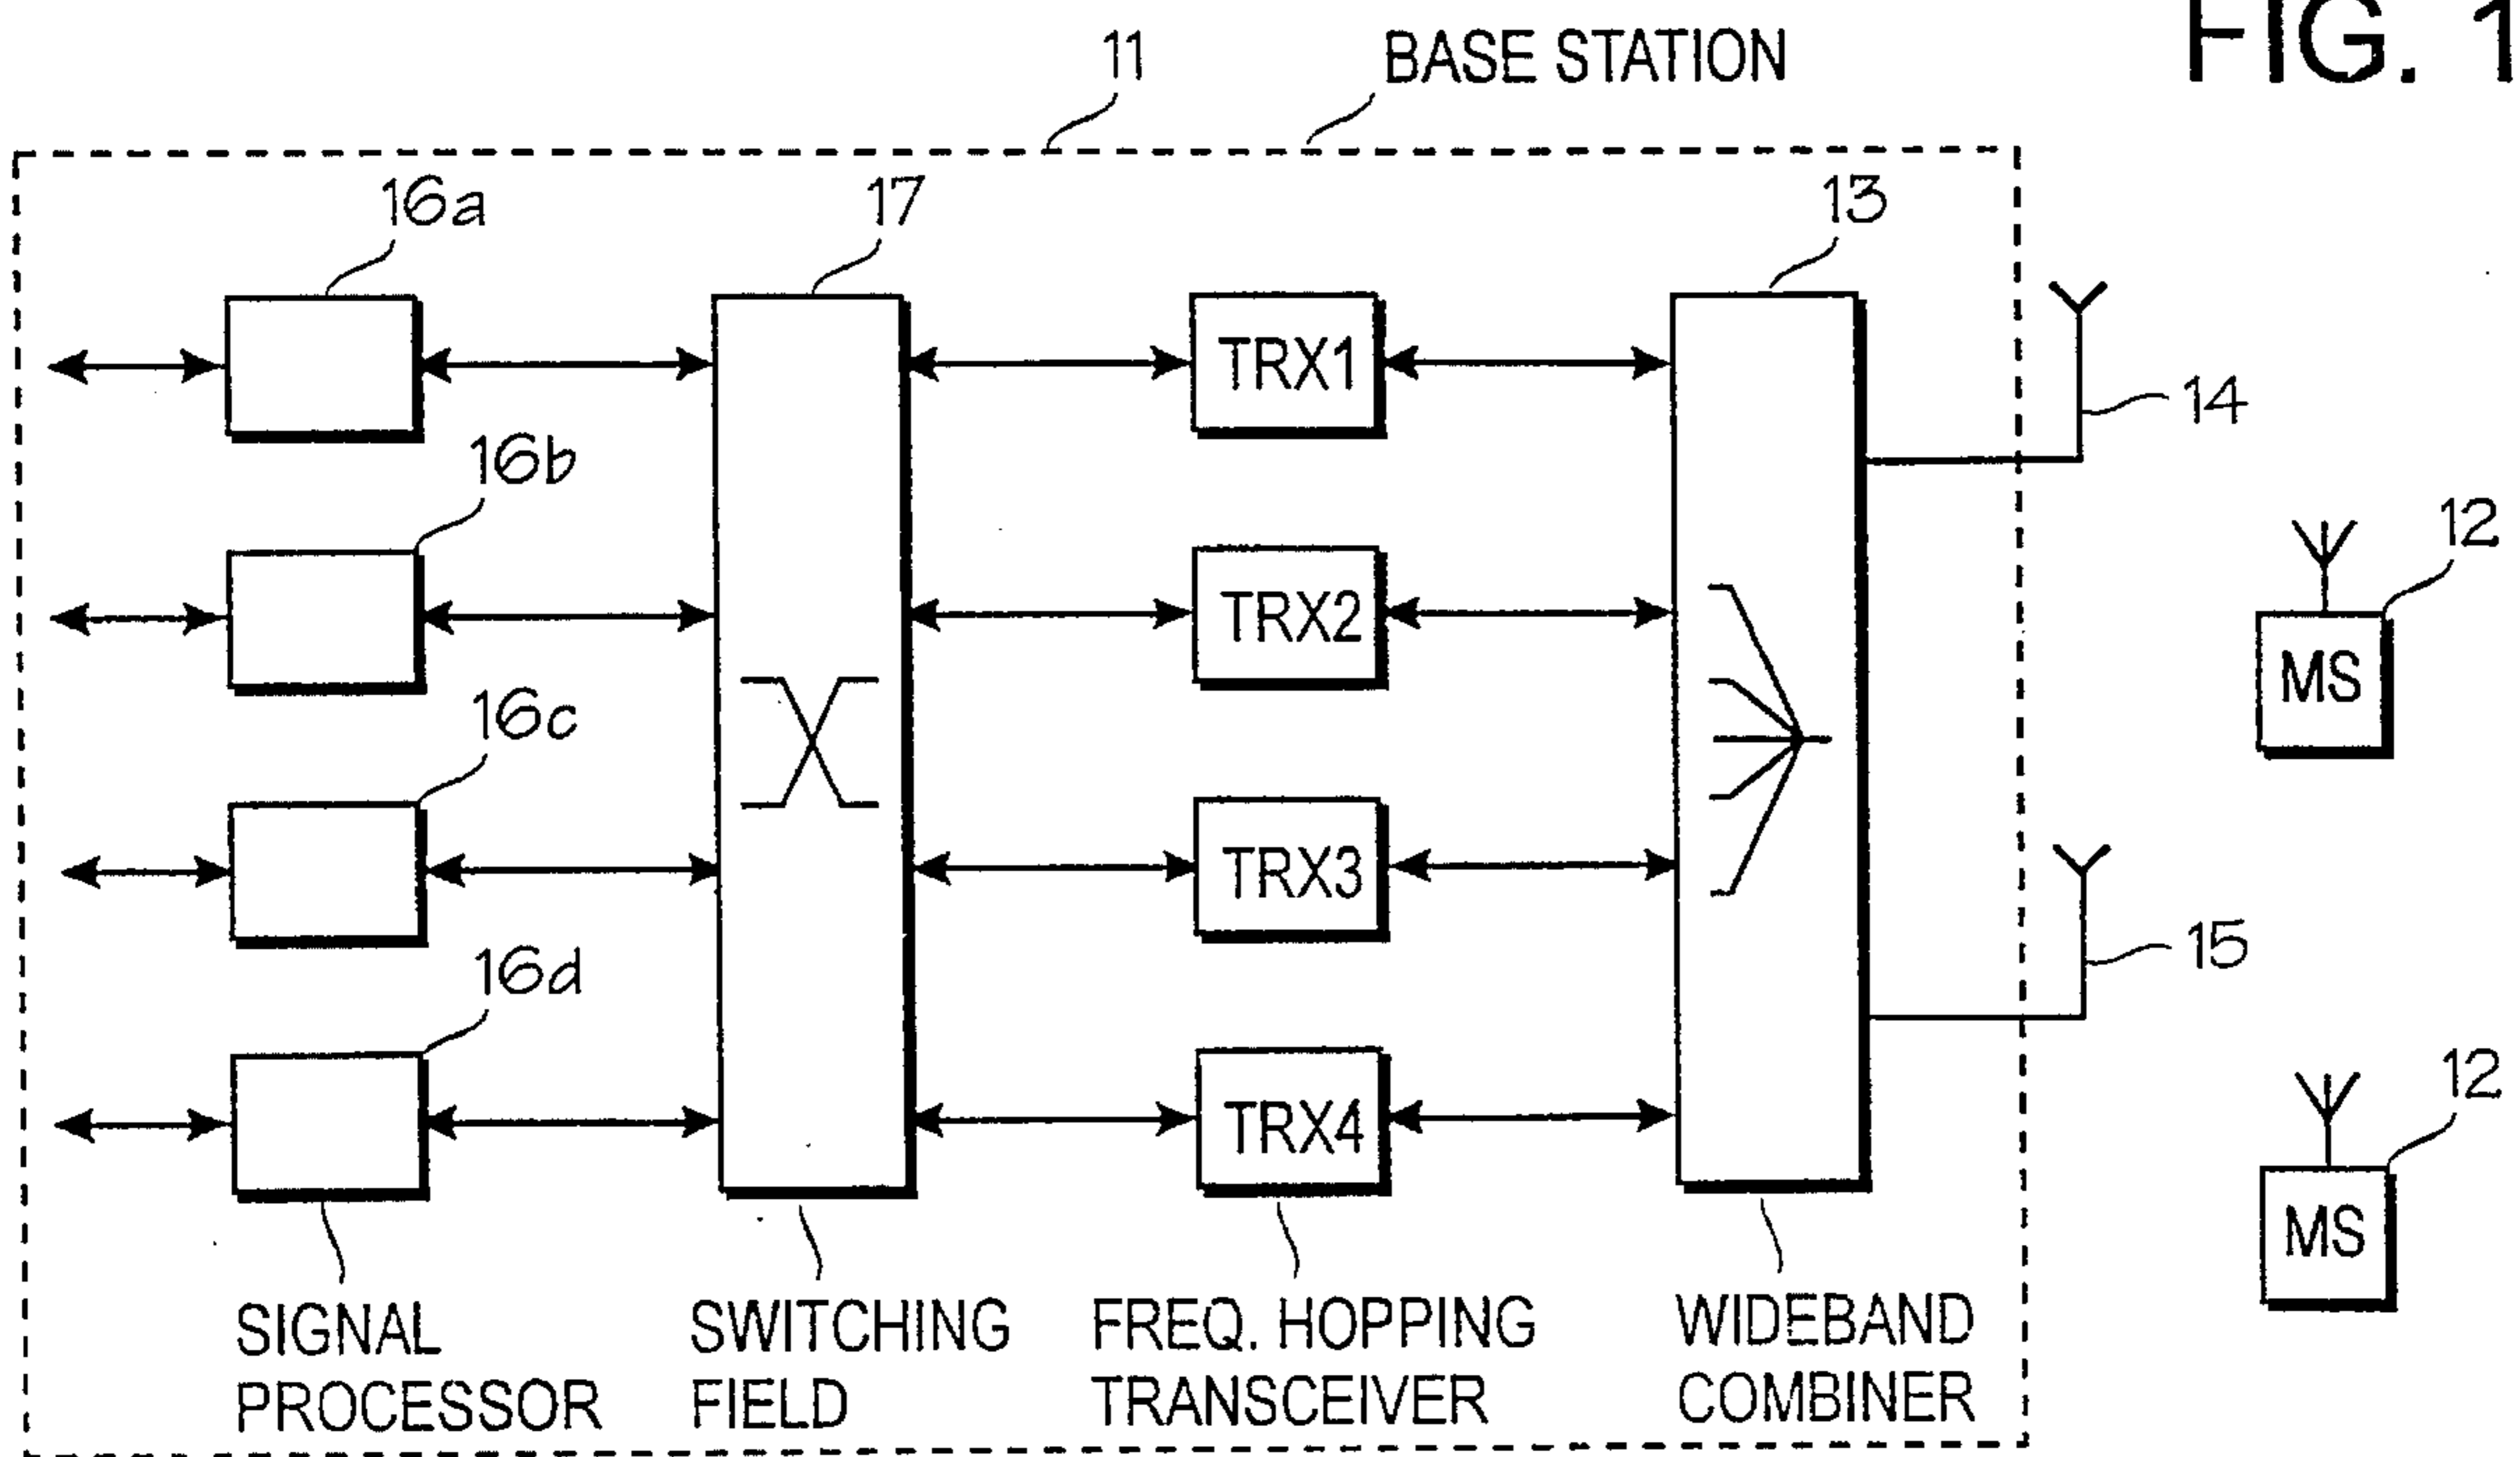 FIG. 1
11
BASE STATION
16a
17
13
TRX1
14
16b
12
TRX2
MS
16c
TRX3
15
16d
12
TRX4
MS
SIGNAL
PROCESSOR
SWITCHING
FIELD
FREQ. HOPPING
TRANSCEIVER
WIDEBAND
COMBINER